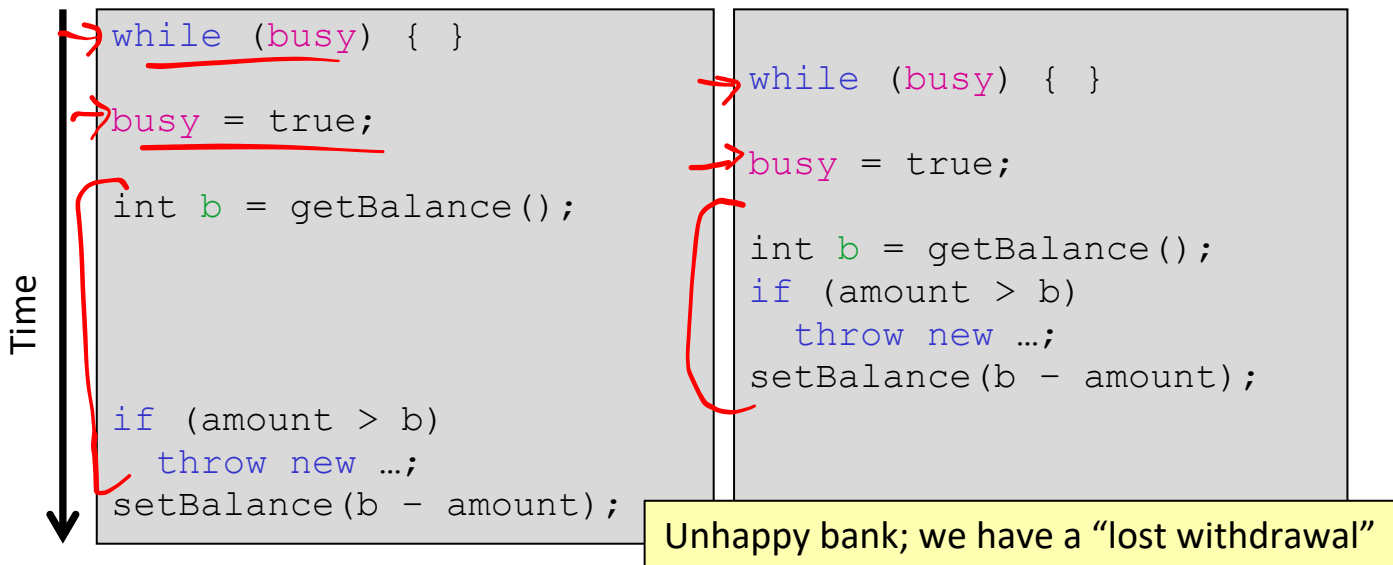 Time
while (busy) { }
busy = true;
int b = getBalance();
if (amount > b)
throw new …;
setBalance(b – amount);
while (busy) { }
busy = true;
int b = getBalance();
if (amount > b)
throw new …;
setBalance(b – amount);
Unhappy bank; we have a “lost withdrawal”